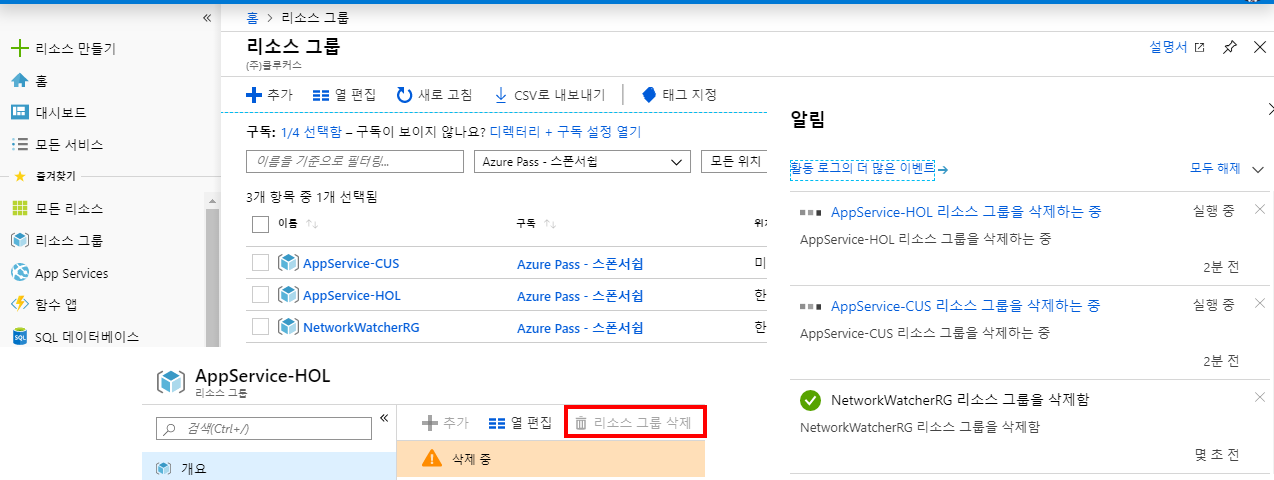 «
리소스 만들기
홈
대시보드
모든 서비스
즐겨찾기
모든 리소스
리소스 그룹
App Services
함수 앱
SQL 데이터베이스
홈 > 리소스 그룹
리소스 그룹
(주)클루커스
설명서
추가 열 편집 새로 고침 CSV로 내보내기 태그 지정
구독: 1/4 선택함 – 구독이 보이지 않나요? 디렉터리 + 구독 설정 열기
이름을 기준으로 필터링... Azure Pass - 스폰서쉽 모든 위치
3개 항목 중 1개 선택됨
이름 ↑↓ 구독 ↑↓ 위치
AppService-CUS Azure Pass - 스폰서쉽 미
AppService-HOL Azure Pass - 스폰서쉽 한
NetworkWatcherRG Azure Pass - 스폰서쉽 한
알림
활동 로그의 더 많은 이벤트 → 모두 해제
AppService-HOL 리소스 그룹을 삭제하는 중 실행 중
AppService-HOL 리소스 그룹을 삭제하는 중
2분 전
AppService-CUS 리소스 그룹을 삭제하는 중 실행 중
AppService-CUS 리소스 그룹을 삭제하는 중
2분 전
NetworkWatcherRG 리소스 그룹을 삭제함
NetworkWatcherRG 리소스 그룹을 삭제함
몇 초 전
AppService-HOL
리소스 그룹
검색(Ctrl+/) «
개요
추가 열 편집 리소스 그룹 삭제
삭제 중